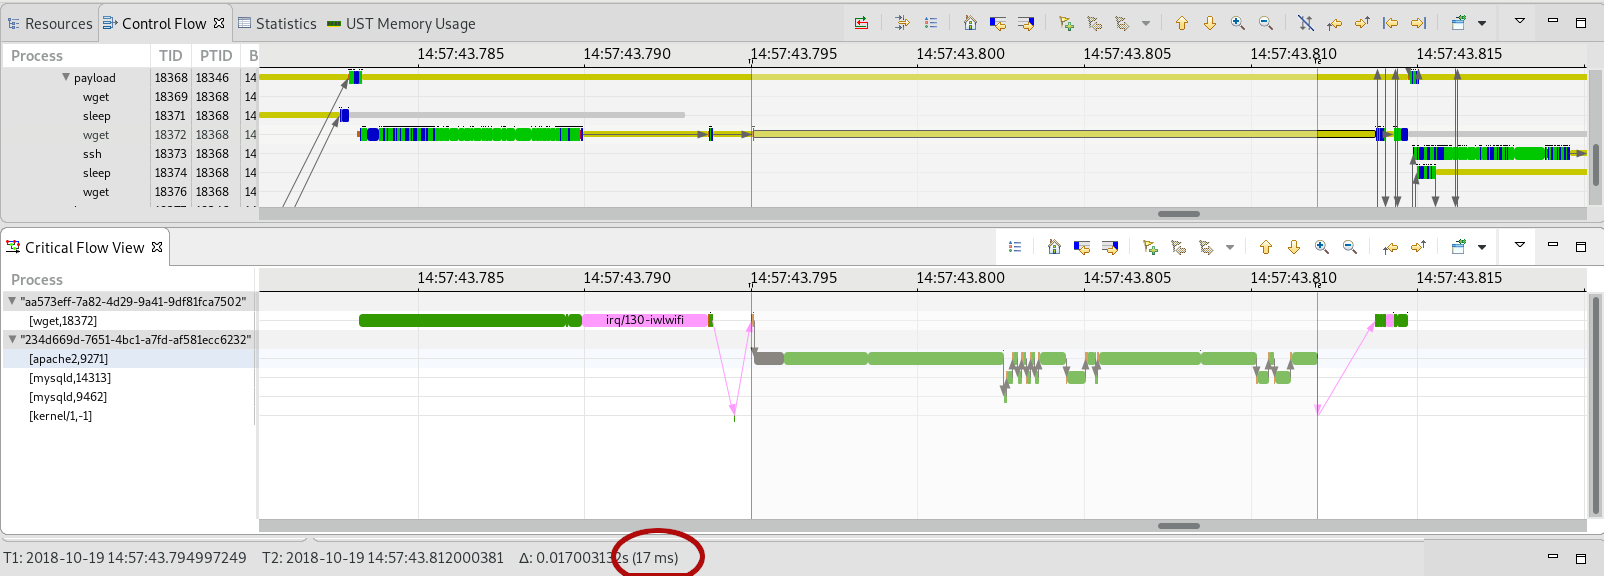 Resources Control Flow Statistics UST Memory Usage
Process TID PTID B 14:57:43.785 14:57:43.790 14:57:43.795 14:57:43.800 14:57:43.805 14:57:43.810 14:57:43.815
payload 18368 18346 14
wget 18369 18368 14
sleep 18371 18368 14
wget 18372 18368 14
ssh 18373 18368 14
sleep 18374 18368 14
wget 18376 18368 14
Critical Flow View
Process 14:57:43.785 14:57:43.790 14:57:43.795 14:57:43.800 14:57:43.805 14:57:43.810 14:57:43.815
"aa573eff-7a82-4d29-9a41-9df81fca7502"
[wget,18372] irq/130-iwlwifi
"234d669d-7651-4bc1-a7fd-af581ecc6232"
[apache2,9271]
[mysqld,14313]
[mysqld,9462]
[kernel/1,-1]
T1: 2018-10-19 14:57:43.794997249 T2: 2018-10-19 14:57:43.812000381 Δ: 0.017003132s (17 ms)